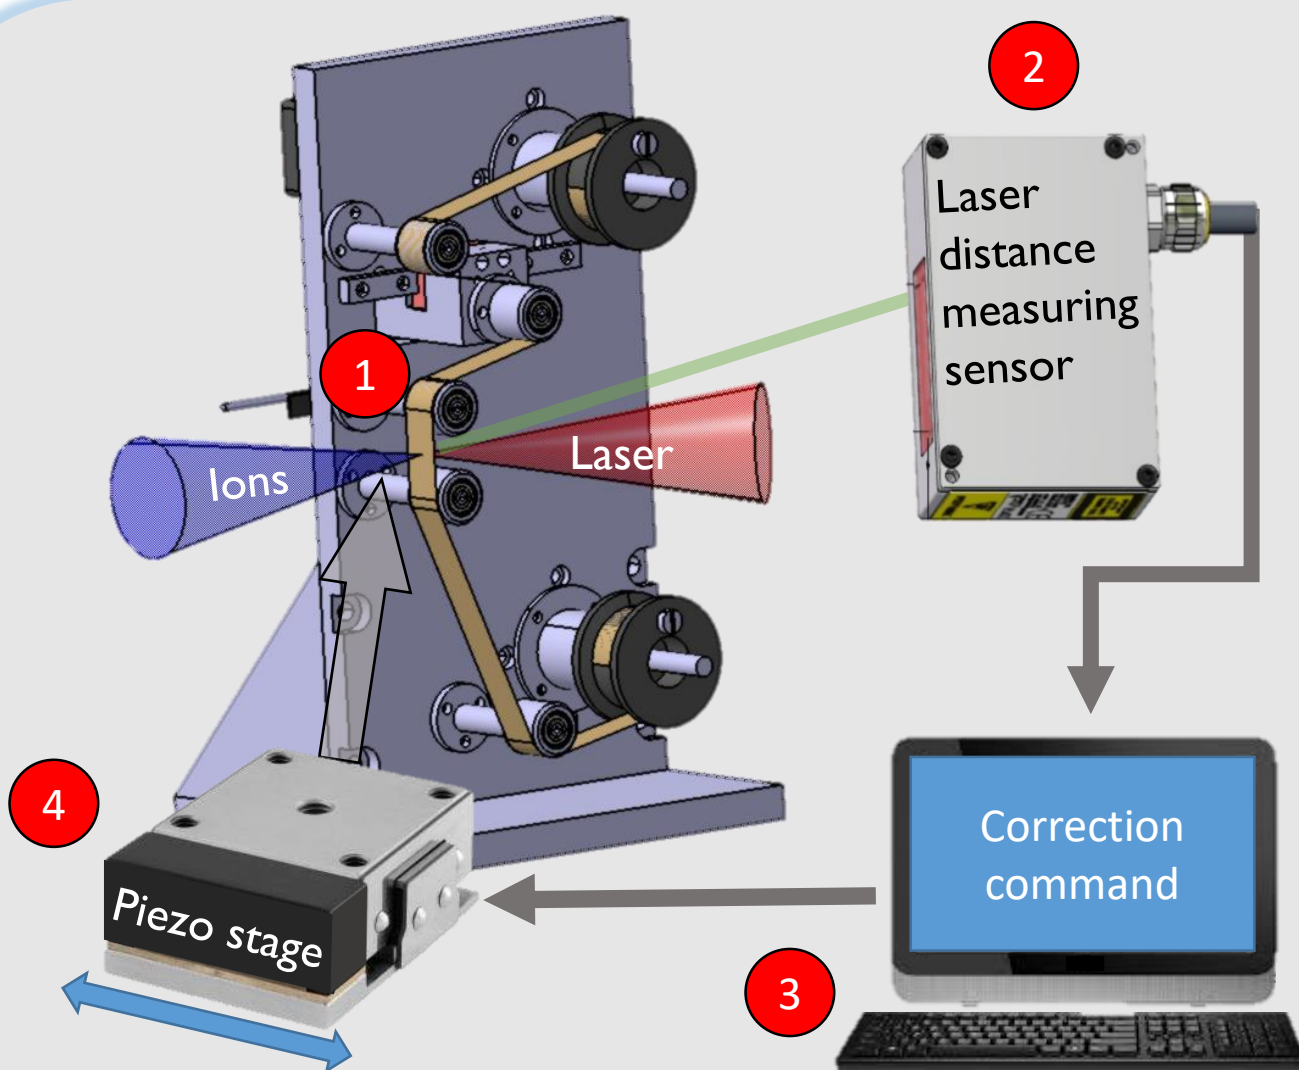 2
Laser
distance
measuring
sensor
1
Ions
Laser
4
Piezo stage
Correction
command
3